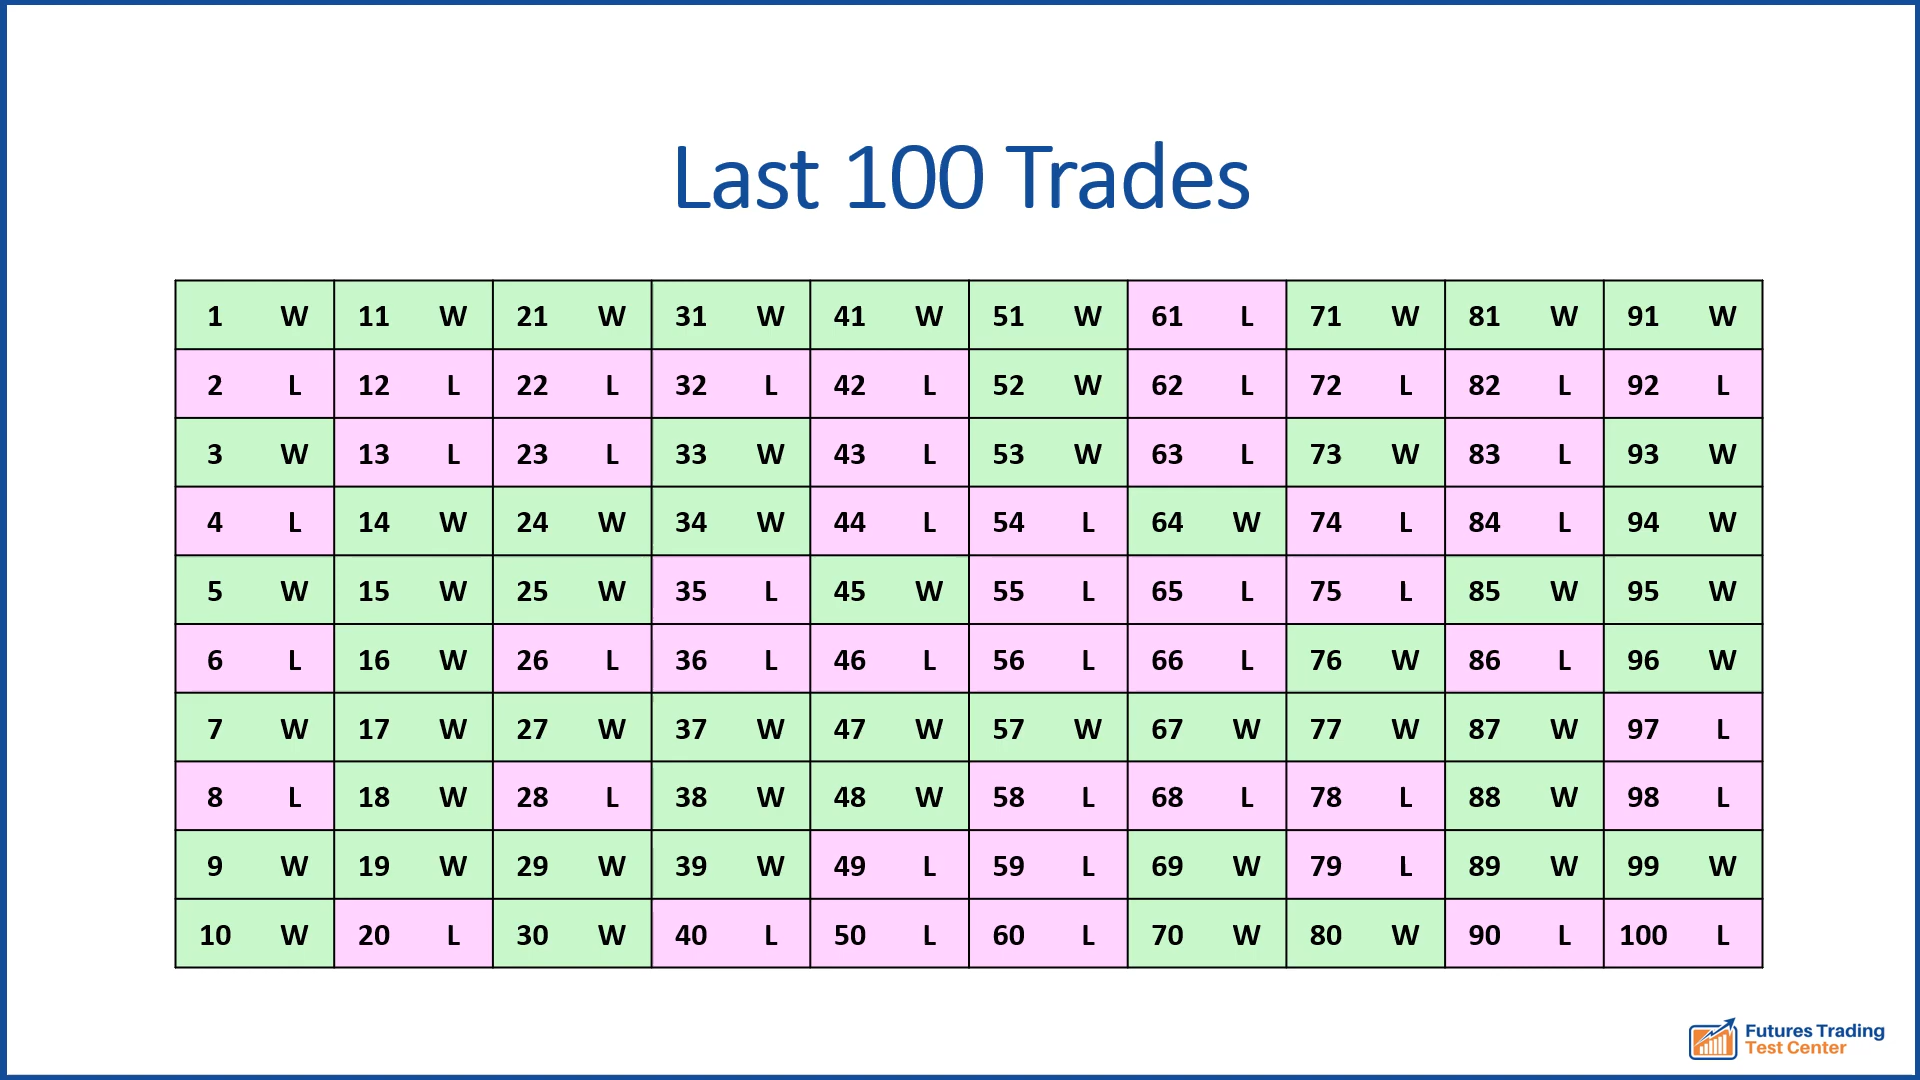 Last 100 Trades
1 W 11 W 21 W 31 W 41 W 51 W 61 L 71 W 81 W 91 W
2 L 12 L 22 L 32 L 42 L 52 W 62 L 72 L 82 L 92 L
3 W 13 L 23 L 33 W 43 L 53 W 63 L 73 W 83 L 93 W
4 L 14 W 24 W 34 W 44 L 54 L 64 W 74 L 84 L 94 W
5 W 15 W 25 W 35 L 45 W 55 L 65 L 75 L 85 W 95 W
6 L 16 W 26 L 36 L 46 L 56 L 66 L 76 W 86 L 96 W
7 W 17 W 27 W 37 W 47 W 57 W 67 W 77 W 87 W 97 L
8 L 18 W 28 L 38 W 48 W 58 L 68 L 78 L 88 W 98 L
9 W 19 W 29 W 39 W 49 L 59 L 69 W 79 L 89 W 99 W
10 W 20 L 30 W 40 L 50 L 60 L 70 W 80 W 90 L 100 L
Futures Trading
Test Center